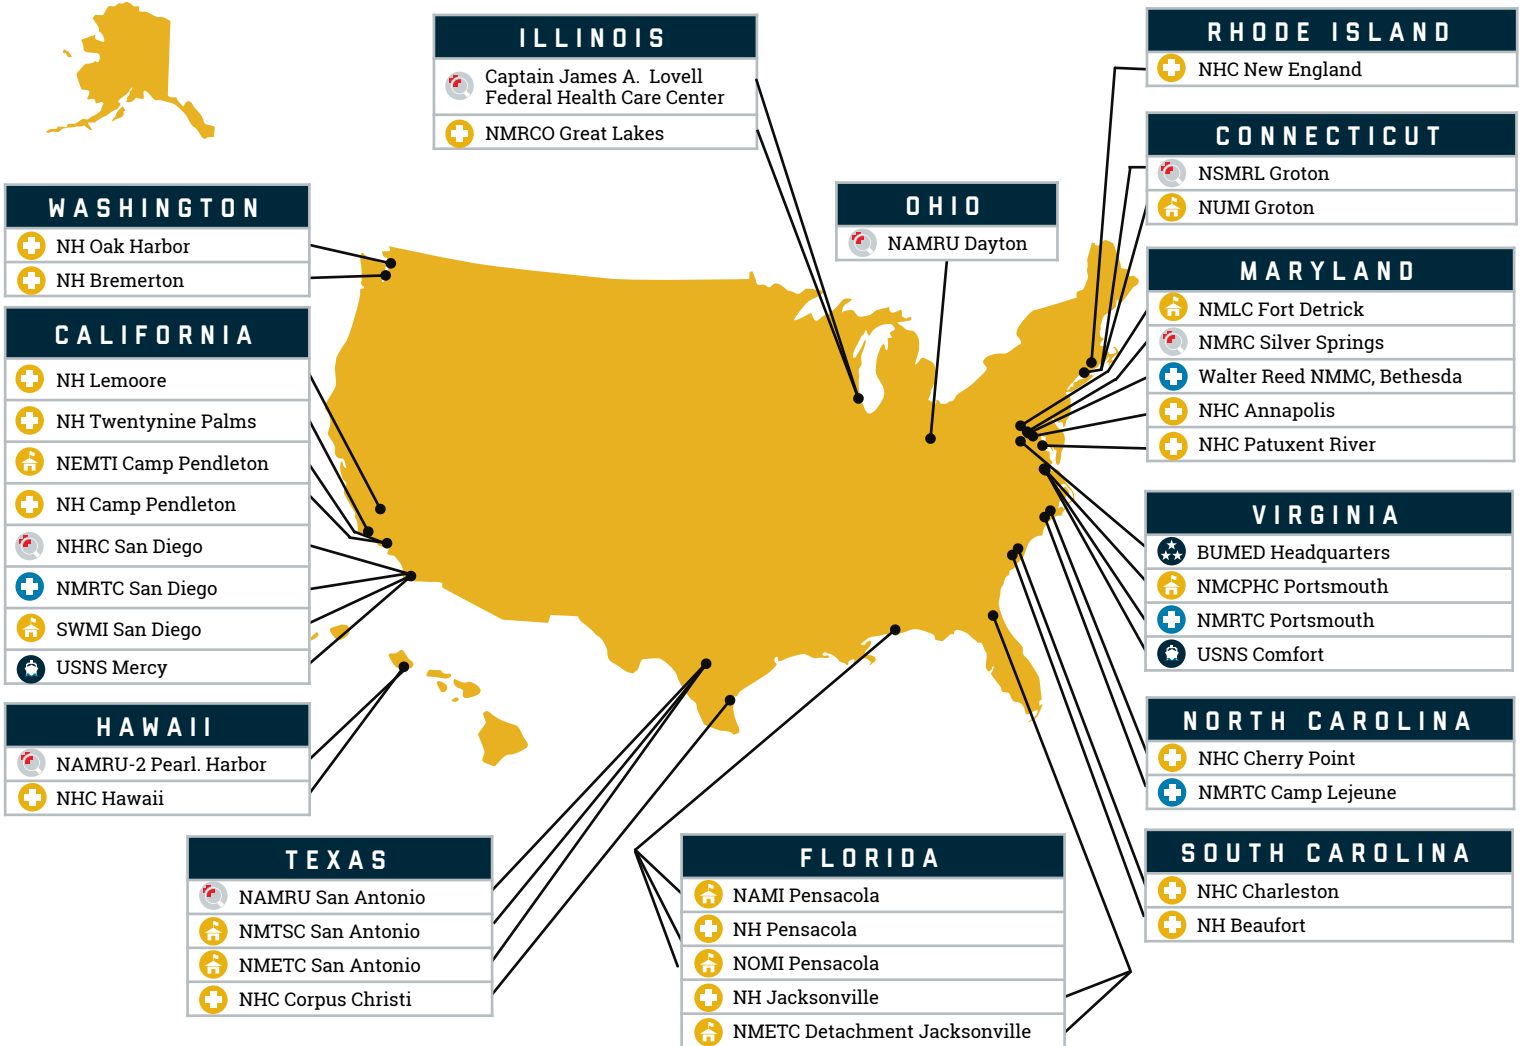 ILLINOIS
Captain James A. Lovell
Federal Health Care Center
NMRCO Great Lakes
RHODE ISLAND
NHC New England
CONNECTICUT
NSMRL Groton
NUMI Groton
WASHINGTON
NH Oak Harbor
NH Bremerton
OHIO
NAMRU Dayton
MARYLAND
NMLC Fort Detrick
NMRC Silver Springs
Walter Reed NMMC, Bethesda
NHC Annapolis
NHC Patuxent River
CALIFORNIA
NH Lemoore
NH Twentynine Palms
NEMTI Camp Pendleton
NH Camp Pendleton
NHRC San Diego
NMRTC San Diego
SWMI San Diego
USNS Mercy
VIRGINIA
BUMED Headquarters
NMCPHC Portsmouth
NMRTC Portsmouth
USNS Comfort
HAWAII
NAMRU-2 Pearl. Harbor
NHC Hawaii
NORTH CAROLINA
NHC Cherry Point
NMRTC Camp Lejeune
TEXAS
NAMRU San Antonio
NMTSC San Antonio
NMETC San Antonio
NHC Corpus Christi
FLORIDA
NAMI Pensacola
NH Pensacola
NOMI Pensacola
NH Jacksonville
NMETC Detachment Jacksonville
SOUTH CAROLINA
NHC Charleston
NH Beaufort